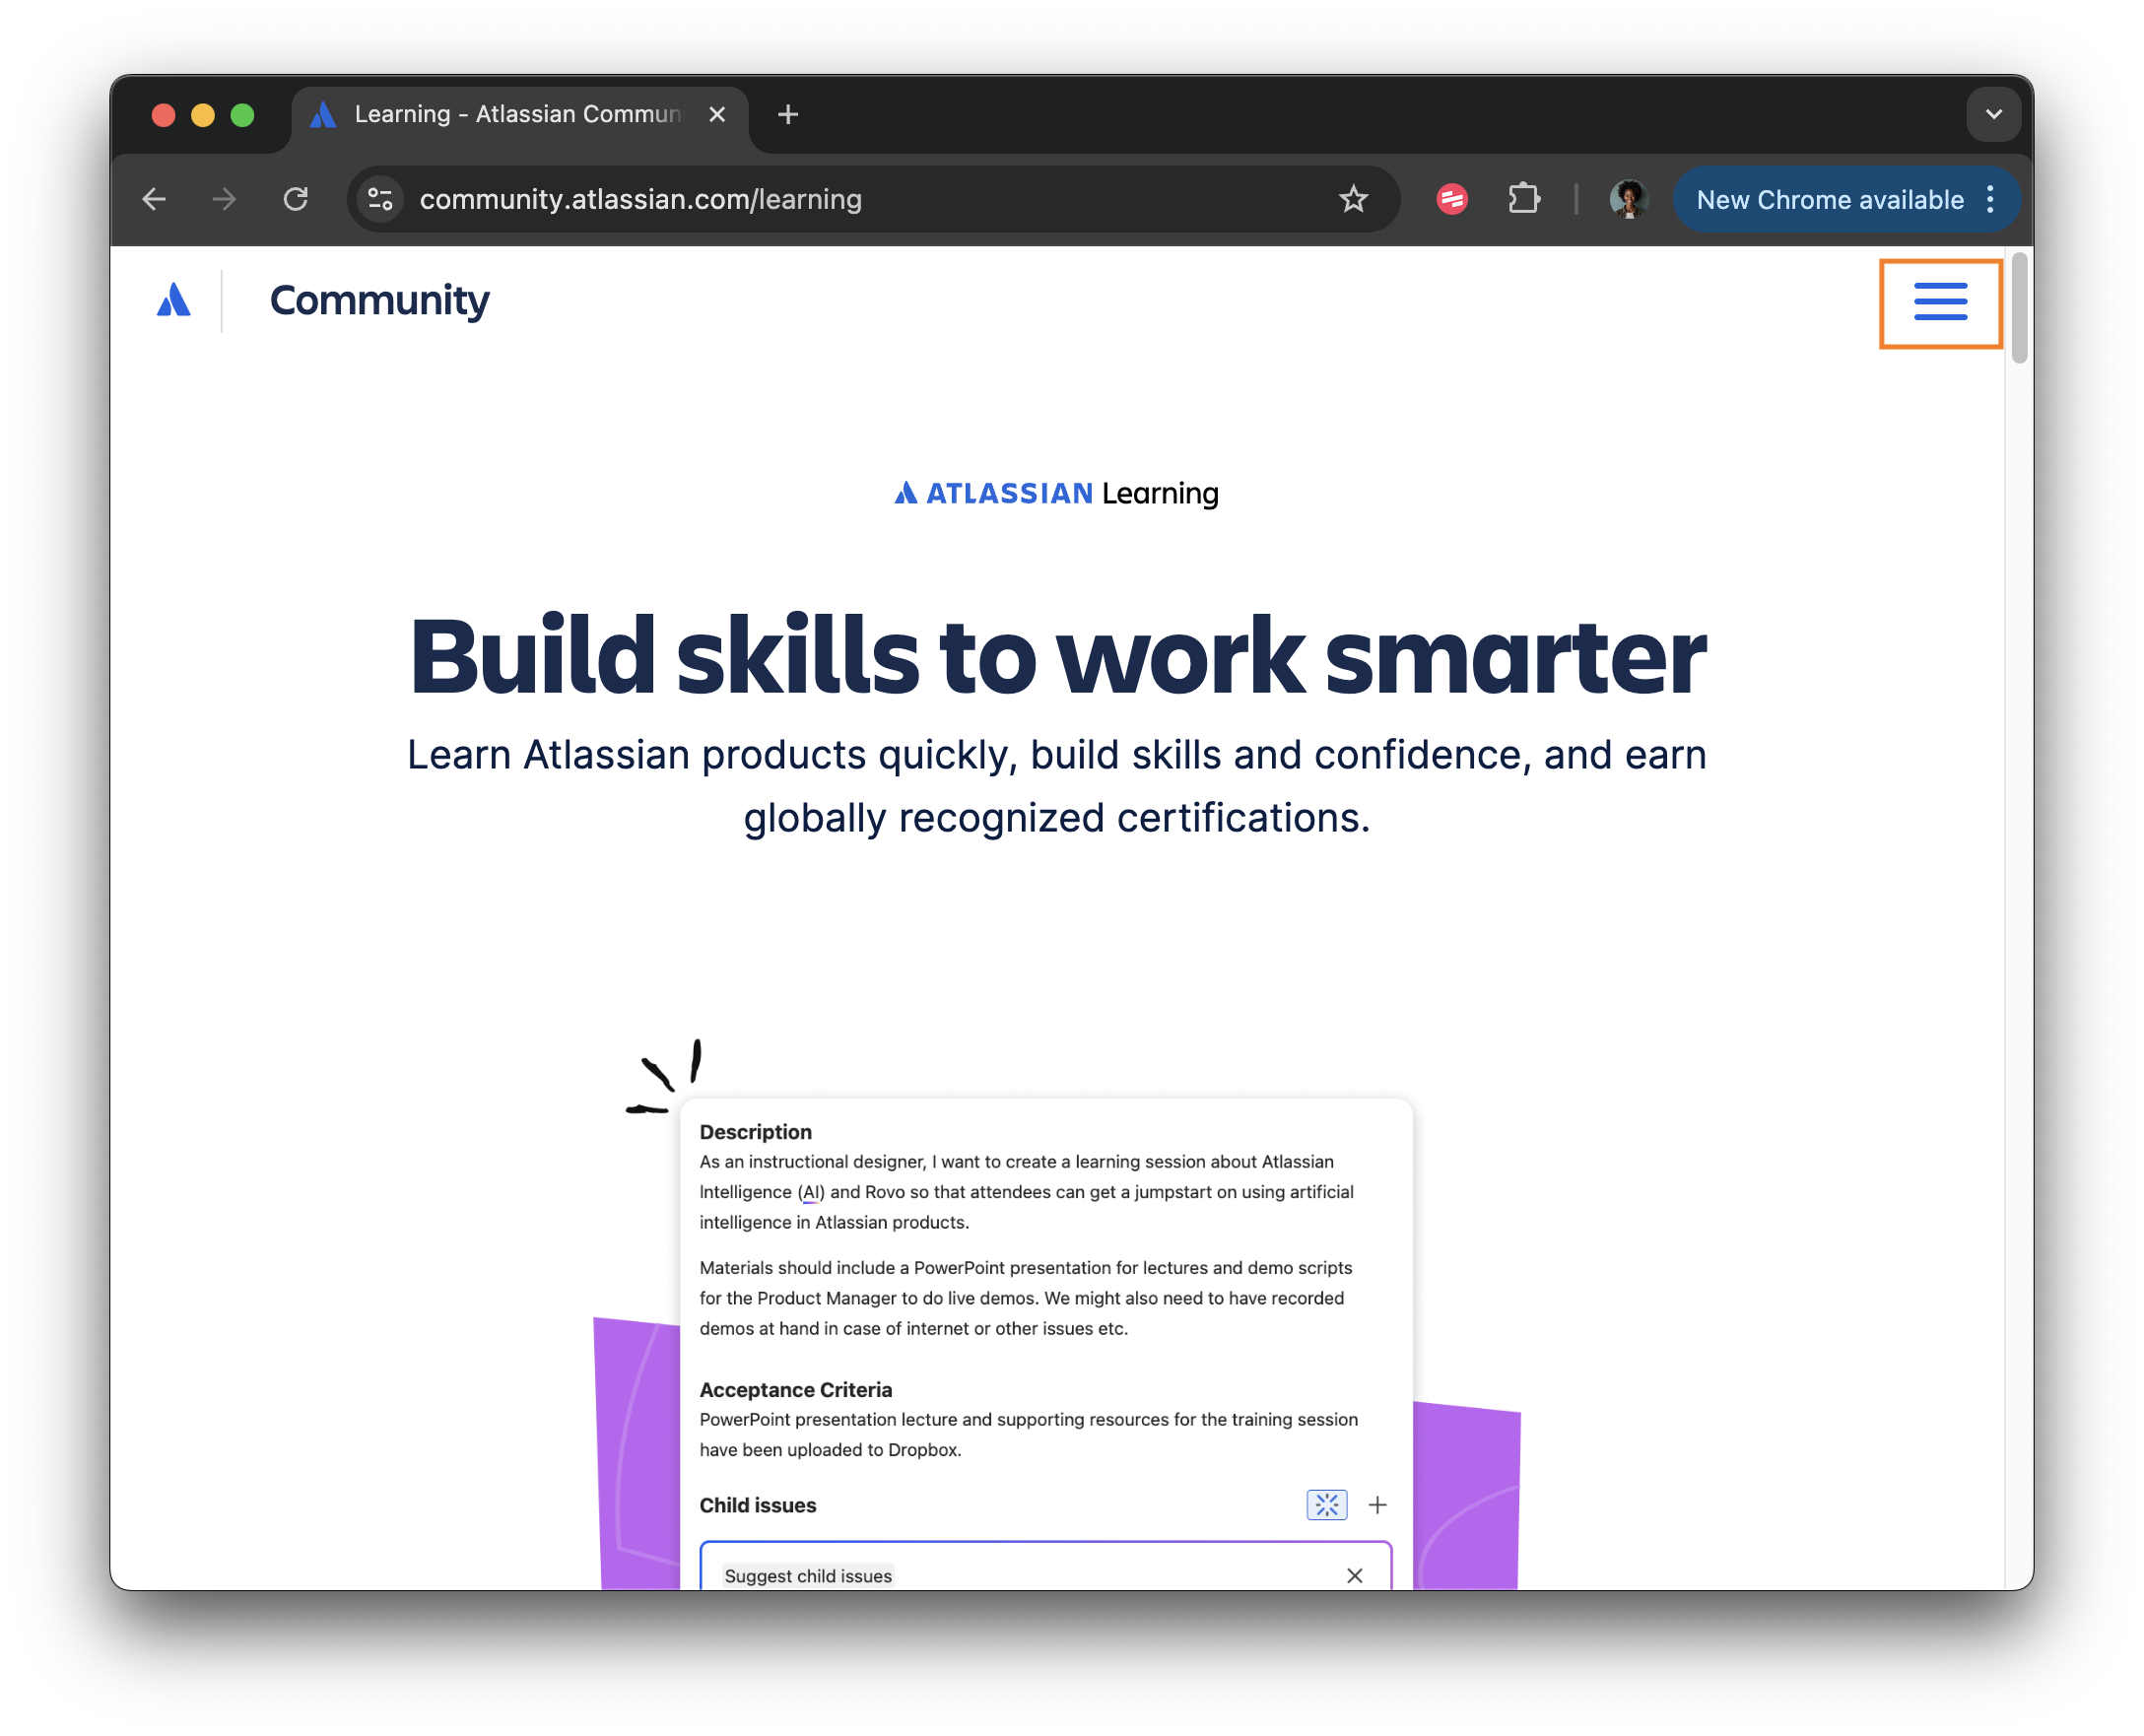 Learning - Atlassian Commun
community.atlassian.com/learning
New Chrome available
Community
ATLASSIAN Learning
Build skills to work smarter
Learn Atlassian products quickly, build skills and confidence, and earn
globally recognized certifications.
Description
As an instructional designer, I want to create a learning session about Atlassian
Intelligence (AI) and Rovo so that attendees can get a jumpstart on using artificial
intelligence in Atlassian products.
Materials should include a PowerPoint presentation for lectures and demo scripts
for the Product Manager to do live demos. We might also need to have recorded
demos at hand in case of internet or other issues etc.
Acceptance Criteria
PowerPoint presentation lecture and supporting resources for the training session
have been uploaded to Dropbox.
Child issues
Suggest child issues